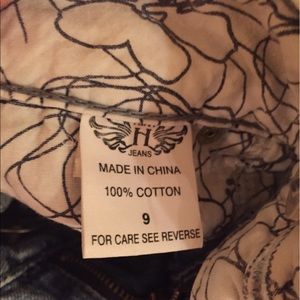 H
JEANS
MADE IN CHINA
100% COTTON
9
FOR CARE SEE REVERSE